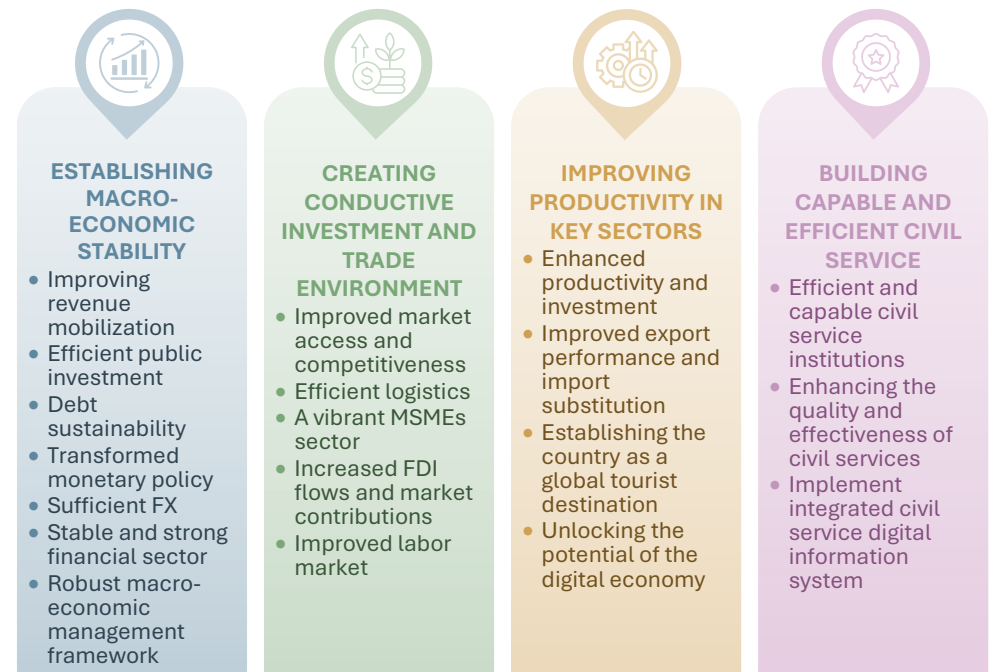 ESTABLISHING
MACRO-
ECONOMIC
STABILITY
• Improving
revenue
mobilization
• Efficient public
investment
• Debt
sustainability
• Transformed
monetary policy
• Sufficient FX
• Stable and strong
financial sector
• Robust macro-
economic
management
framework
CREATING
CONDUCTIVE
INVESTMENT AND
TRADE
ENVIRONMENT
• Improved market
access and
competitiveness
• Efficient logistics
• A vibrant MSMEs
sector
• Increased FDI
flows and market
contributions
• Improved labor
market
IMPROVING
PRODUCTIVITY IN
KEY SECTORS
• Enhanced
productivity and
investment
• Improved export
performance and
import
substitution
• Establishing the
country as a
global tourist
destination
• Unlocking the
potential of the
digital economy
BUILDING
CAPABLE AND
EFFICIENT CIVIL
SERVICE
• Efficient and
capable civil
service
institutions
• Enhancing the
quality and
effectiveness of
civil services
• Implement
integrated civil
service digital
information
system